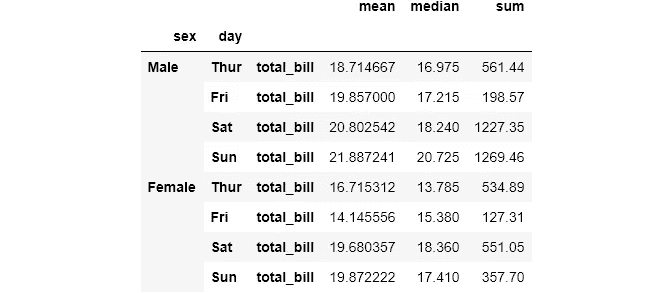 mean median sum
sex day
Male Thur total_bill 18.714667 16.975 561.44
Fri total_bill 19.857000 17.215 198.57
Sat total_bill 20.802542 18.240 1227.35
Sun total_bill 21.887241 20.725 1269.46
Female Thur total_bill 16.715312 13.785 534.89
Fri total_bill 14.145556 15.380 127.31
Sat total_bill 19.680357 18.360 551.05
Sun total_bill 19.872222 17.410 357.70